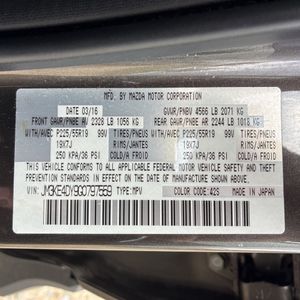 MFD. BY MAZDA MOTOR CORPORATION
DATE 03/16 GVWR/PNBV 4566 LB 2071 KG
FRONT GAWR/PNBE AV 2328 LB 1056 KG REAR GAWR/PNBE AR 2244 LB 1018 KG
WITH/AVEC P225/55R19 99V TIRES/PNEUS WITH/AVEC P225/55R19 99V TIRES/PNEUS
19X7J RIMS/JANTES 19X7J RIMS/JANTES
250 KPA/36 PSI COLD/A FROID 250 KPA/36 PSI COLD/A FROID
THIS VEHICLE CONFORMS TO ALL APPLICABLE FEDERAL
MOTOR VEHICLE SAFETY AND THEFT PREVENTION
STANDARDS IN EFFECT ON THE DATE OF MANUFACTURE
SHOWN ABOVE.
JM3KE4DY9G0797569 TYPE:MPV COLOR CODE:42S MADE IN JAPAN